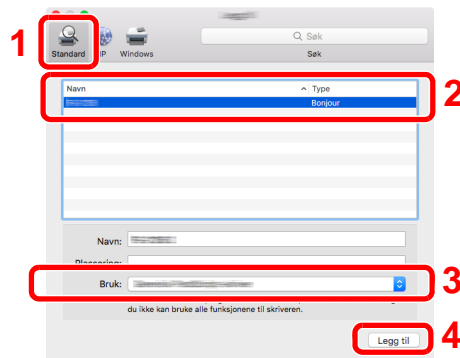 1
Søk
Standard IP Windows Søk
2
Navn Type
Bonjour
Navn:
Plassering:
3
Bruk:
du ikke kan bruke alle funksjonene til skriveren.
4
Legg til